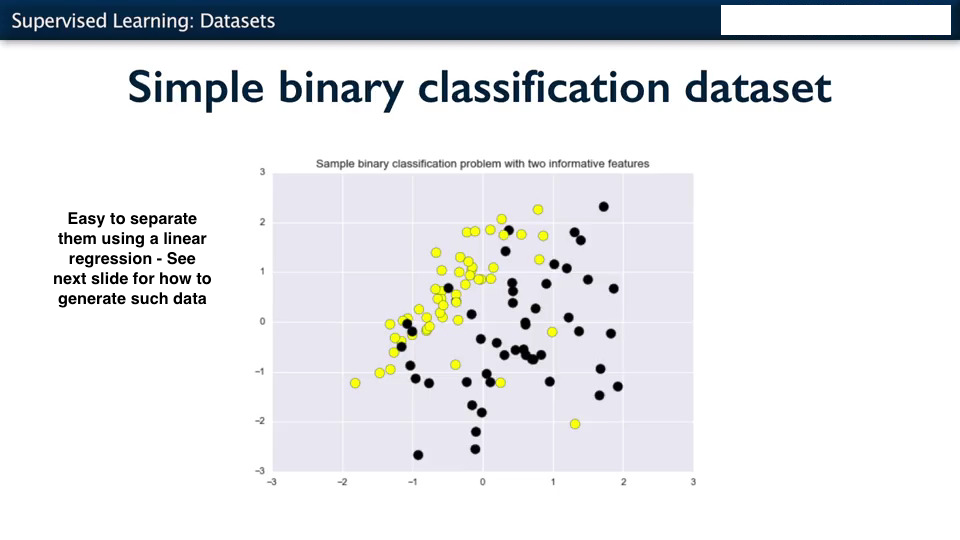 Supervised Learning: Datasets
Simple binary classification dataset
Sample binary classification problem with two informative features
Easy to separate
them using a linear
regression - See
next slide for how to
generate such data
3
2
1
0
−1
−2
−3
−3 −2 −1 0 1 2 3